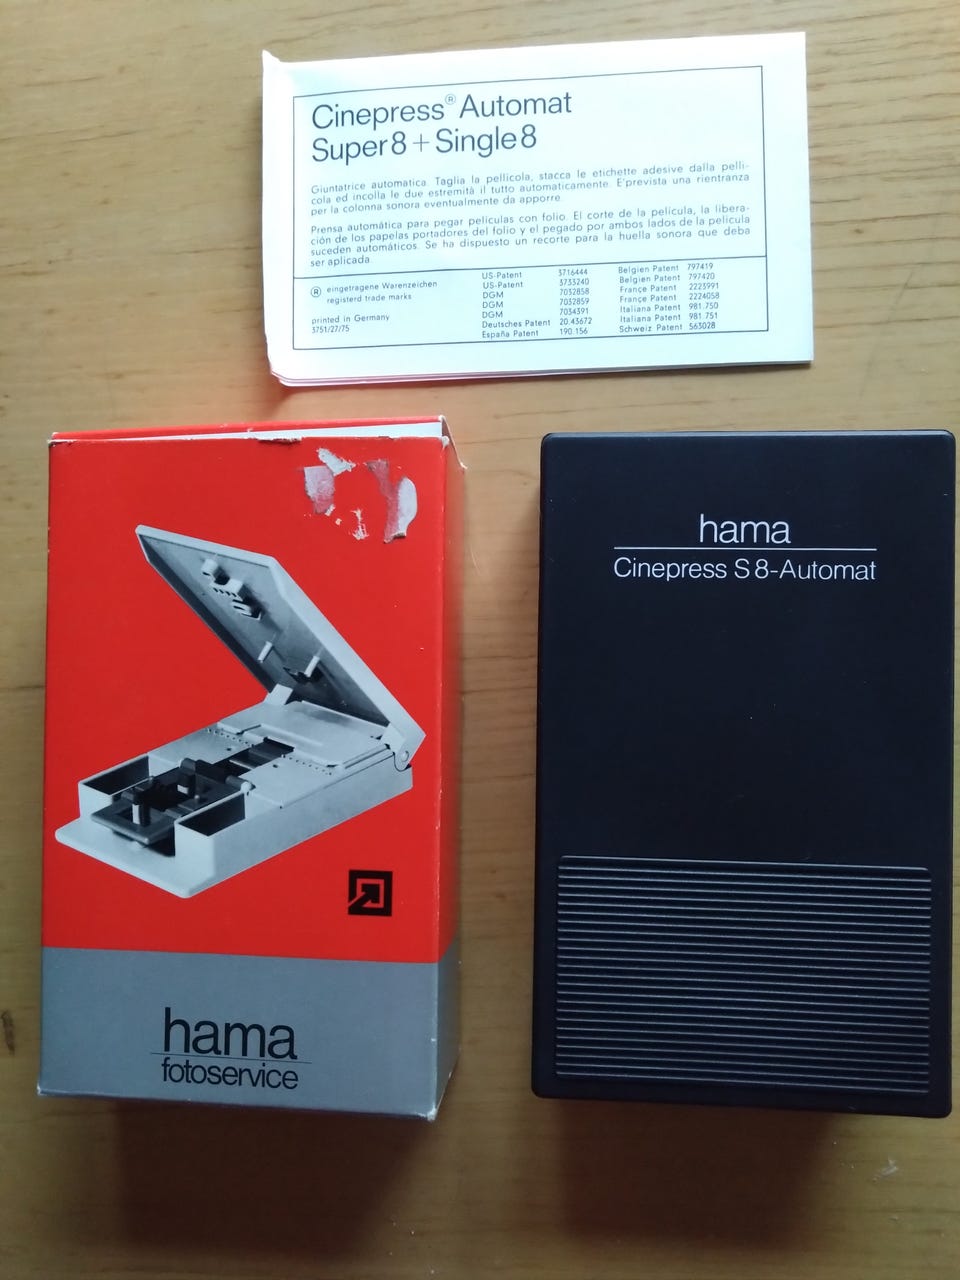 Cinepress® Automat
Super8 + Single8
Giuntatrice automatica. Taglia la pellicola, stacca le etichette adesive dalla pelli-
cola ed incolla le due estremità il tutto automaticamente. E'prevista una rientranza
per la colonna sonora eventualmente da apporre.
Prensa automática para pegar películas con folio. El corte de la película, la libera-
ción de los papelas portadores del folio y el pegado por ambos lados de la película
suceden automáticos. Se ha dispuesto un recorte para la huella sonora que deba
ser aplicada.
® eingetragene Warenzeichen
registerd trade marks
printed in Germany
3751/27/75
US-Patent 3716444
US-Patent 3733240
DGM 7032858
DGM 7032859
DGM 7034391
Deutsches Patent 20.43672
España Patent 190.156
Belgien Patent 797419
Belgien Patent 797420
France Patent 2223991
France Patent 2224058
Italiana Patent 981.750
Italiana Patent 981.751
Schweiz Patent 563028
hama
fotoservice
hama
Cinepress S 8-Automat